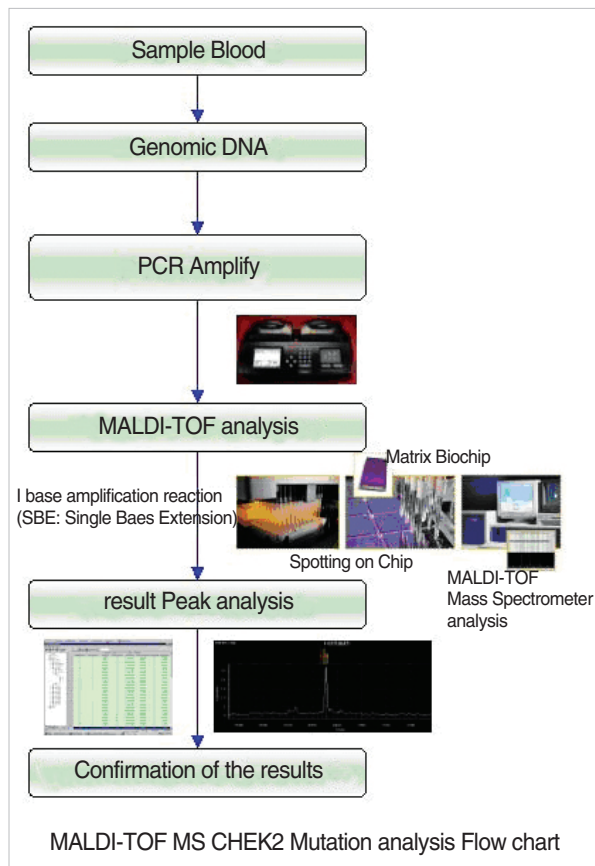 Sample Blood
Genomic DNA
PCR Amplify
MALDI-TOF analysis
Matrix Biochip
I base amplification reaction
(SBE: Single Baes Extension)
Spotting on Chip
MALDI-TOF
Mass Spectrometer
analysis
result Peak analysis
Confirmation of the results
MALDI-TOF MS CHEK2 Mutation analysis Flow chart